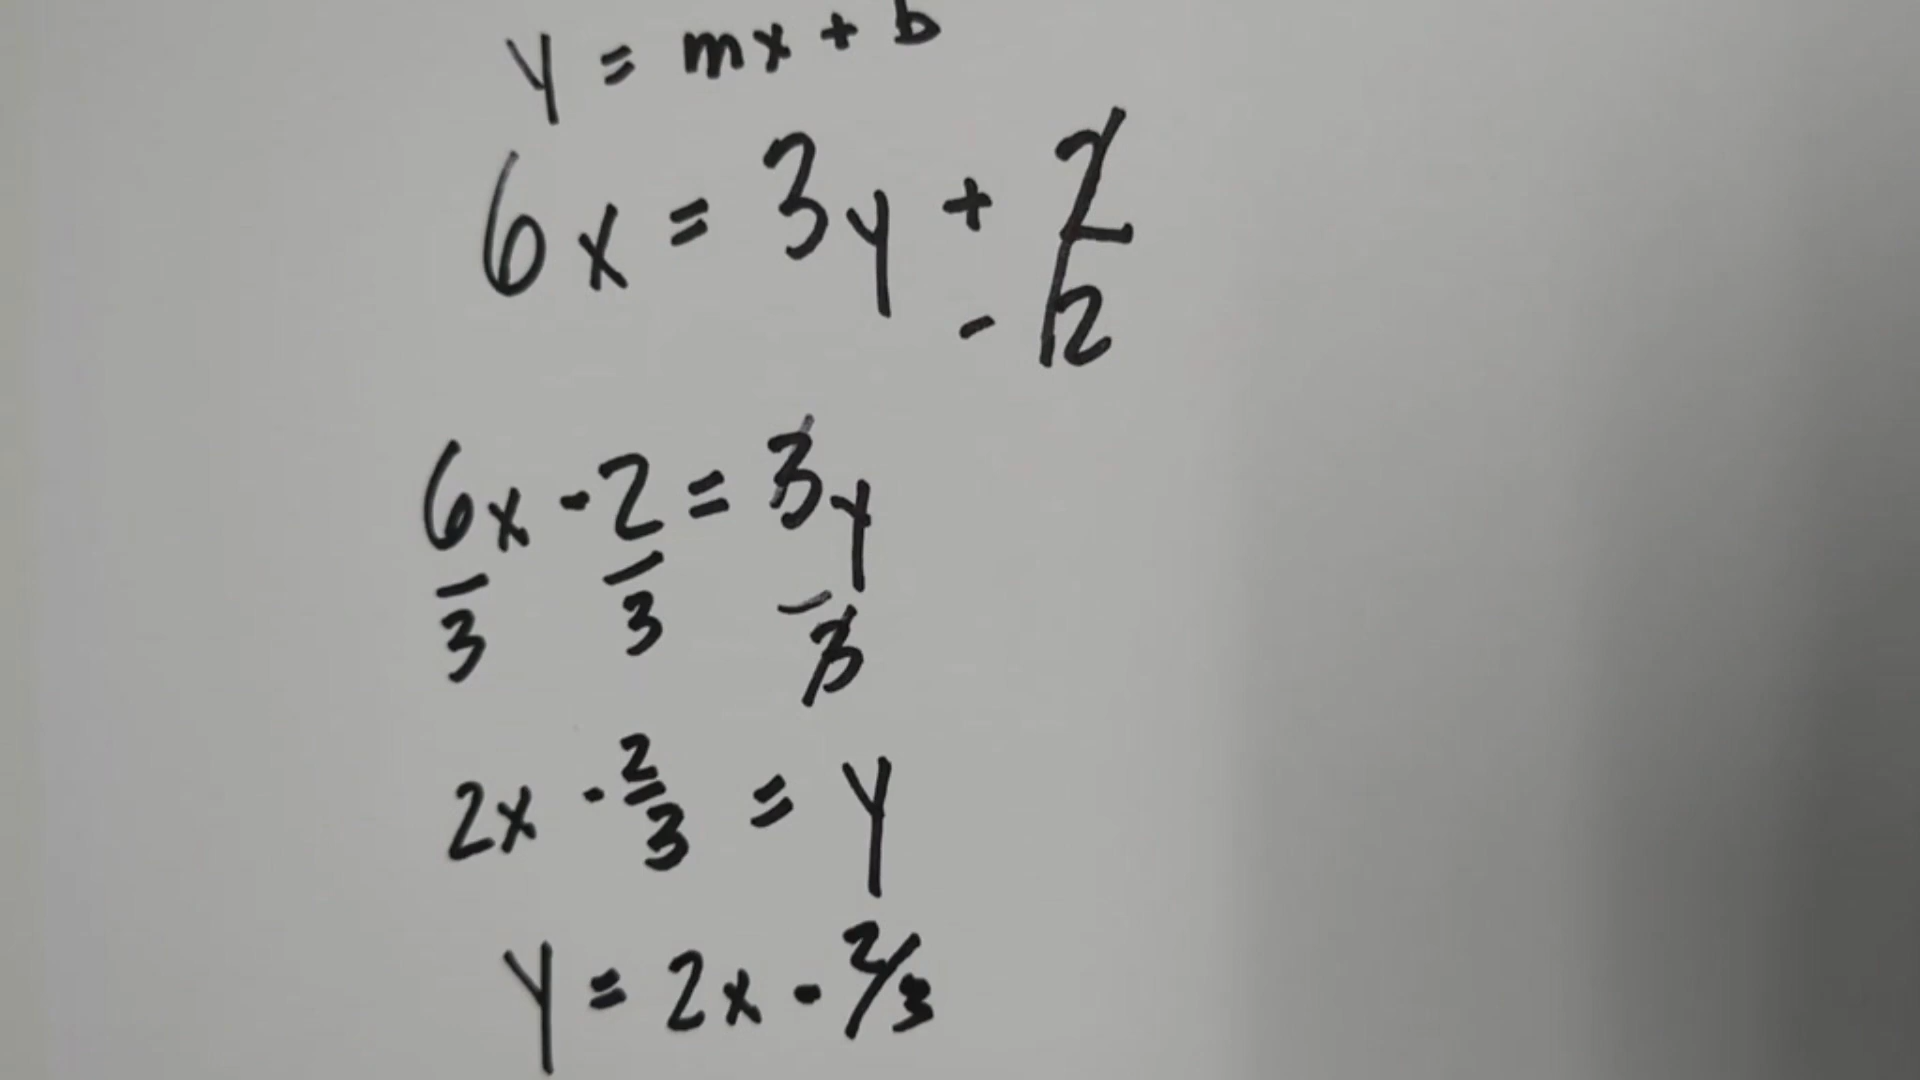 y = mx + b
6x = 3y + 2
- 2
6x - 2 = 3y
3 3 3
2x - 2/3 = y
y = 2x - 2/3